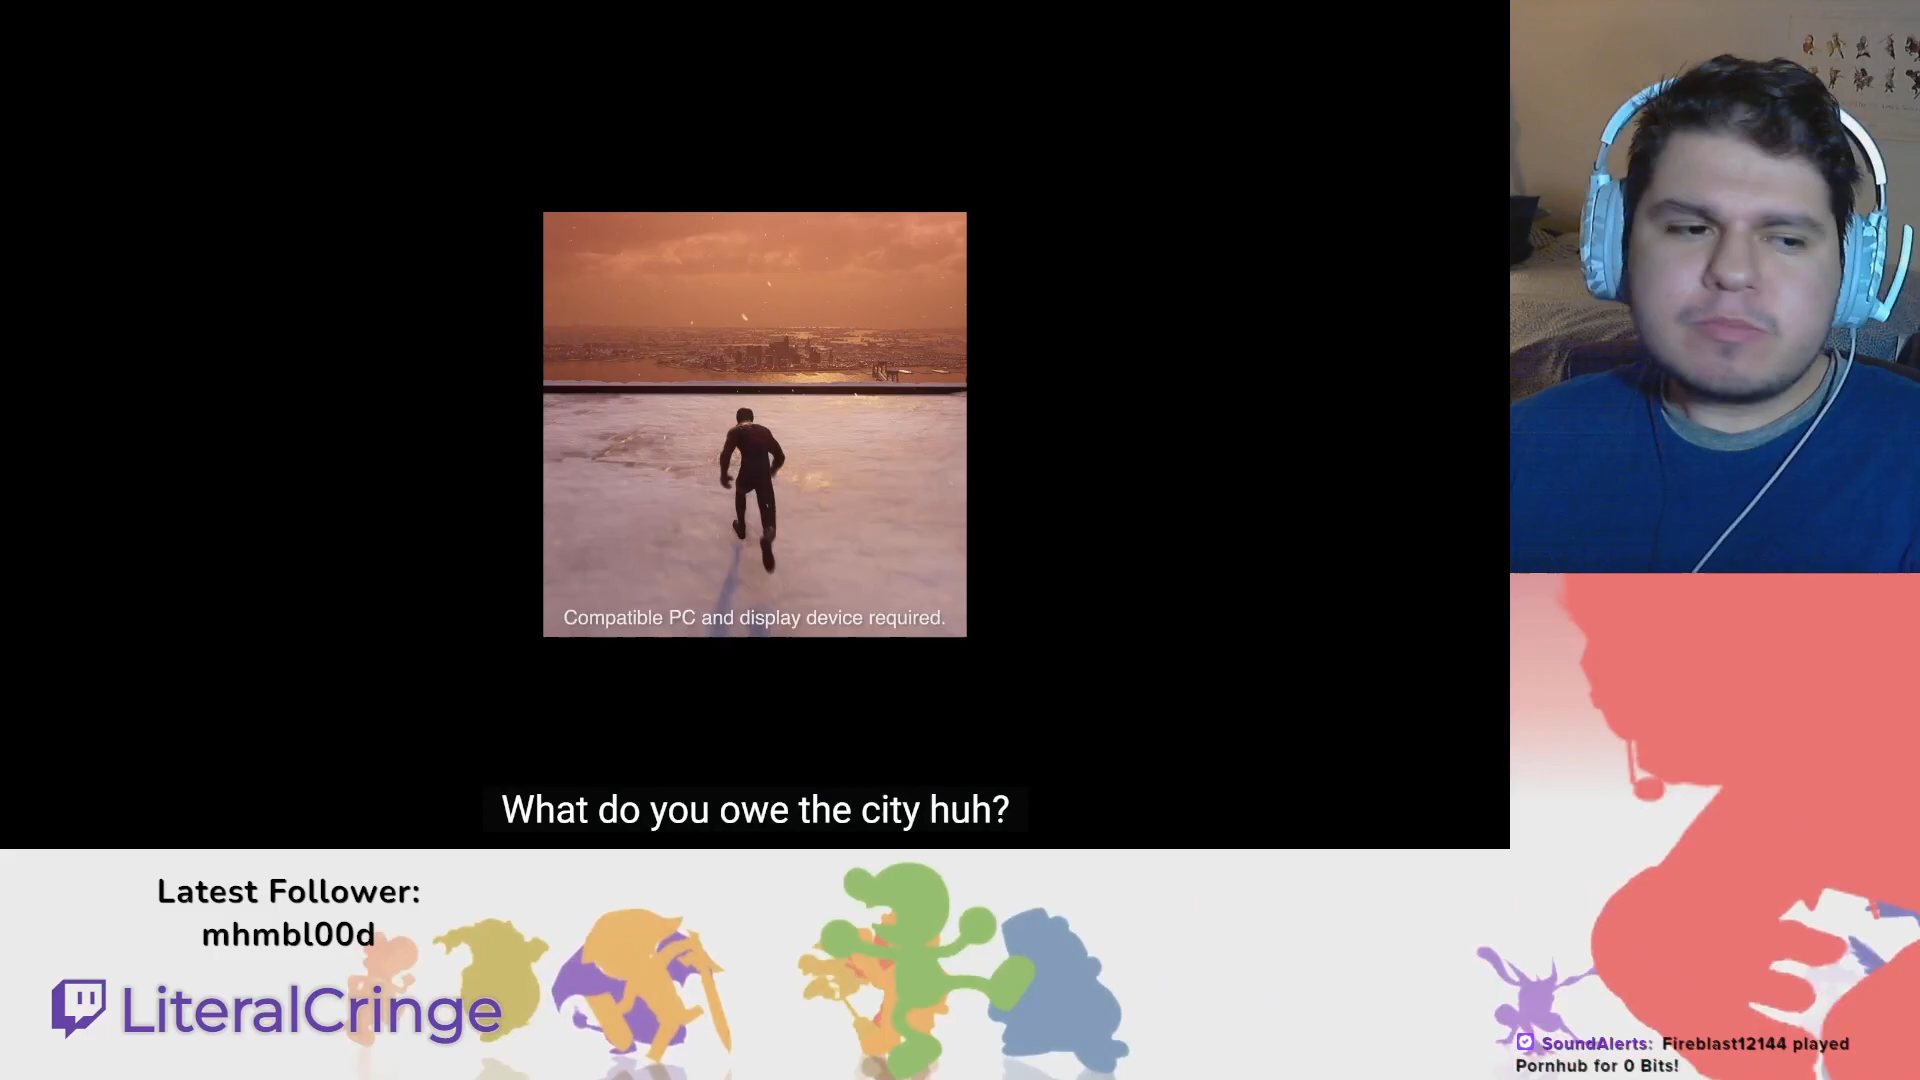 Compatible PC and display device required.
What do you owe the city huh?
Latest Follower:
mhmbl00d
LiteralCringe
SoundAlerts: Fireblast12144 played
Pornhub for 0 Bits!